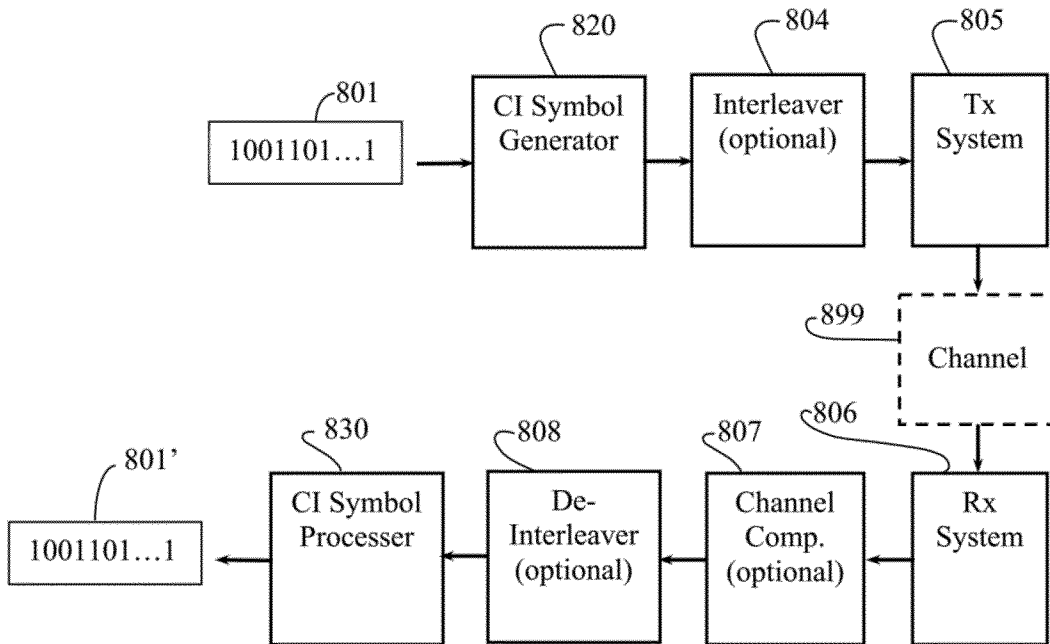 820
804
805
801
1001101...1
CI Symbol
Generator
Interleaver
(optional)
Tx
System
899
Channel
830
808
807
806
801’
1001101...1
CI Symbol
Processer
De-
Interleaver
(optional)
Channel
Comp.
(optional)
Rx
System